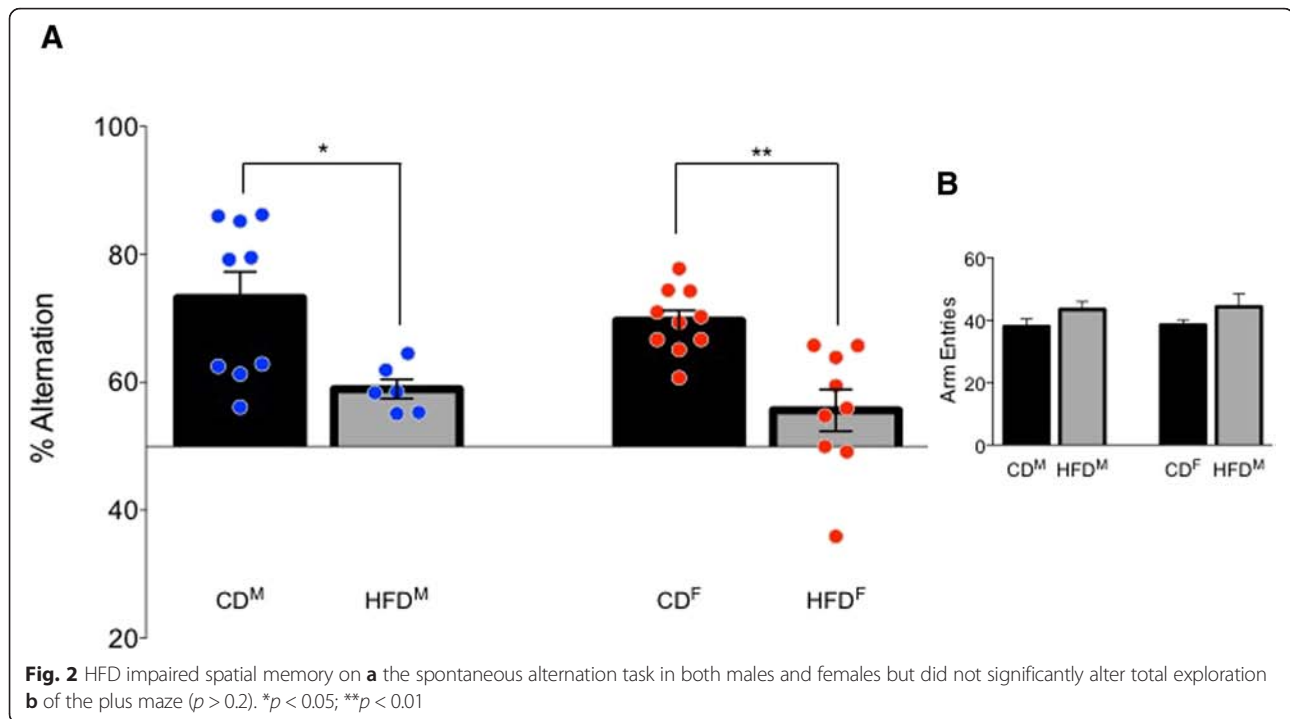 A
100
*
**
B
80
60
% Alternation
60
Arm Entries
40
20
0
CDᴹ HFDᴹ CDF HFDᴹ
40
CDᴹ HFDᴹ CDF HFDF
20
Fig. 2 HFD impaired spatial memory on a the spontaneous alternation task in both males and females but did not significantly alter total exploration
b of the plus maze (p > 0.2). *p < 0.05; **p < 0.01